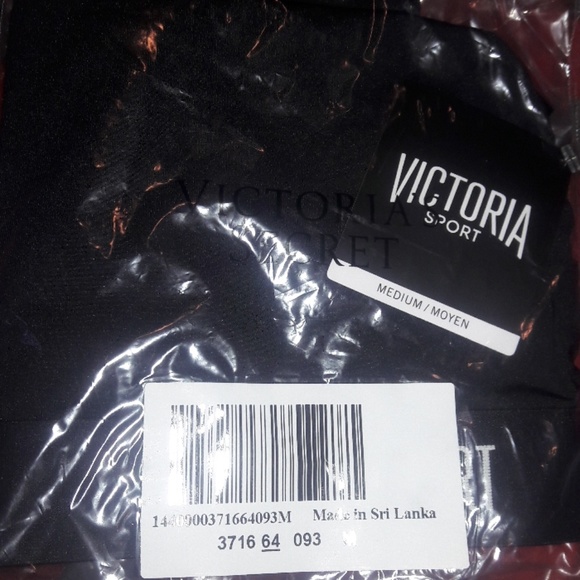 VICTORIA
SPORT
VICTORIA'S
SECRET
MEDIUM / MOYEN
Made in Sri Lanka
3716 64 093